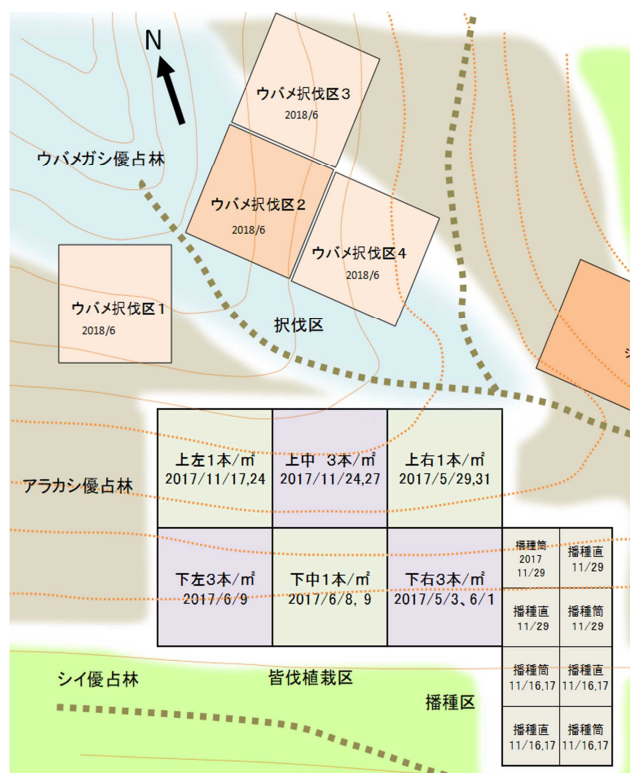 N
ウバメ択伐区3
2018/6
ウバメガシ優占林
ウバメ択伐区2
2018/6
ウバメ択伐区4
2018/6
ウバメ択伐区1
2018/6
択伐区
アラカシ優占林
上左1本/㎡
2017/11/17,24
上中 3本/㎡
2017/11/24,27
上右1本/㎡
2017/5/29,31
下左3本/㎡
2017/6/9
下中1本/㎡
2017/6/8, 9
下右3本/㎡
2017/5/3、6/1
播種筒
2017
11/29
播種直
11/29
播種直
11/29
播種筒
11/29
播種筒
11/16,17
播種直
11/16,17
播種直
11/16,17
播種筒
11/16,17
シイ優占林
皆伐植栽区
播種区